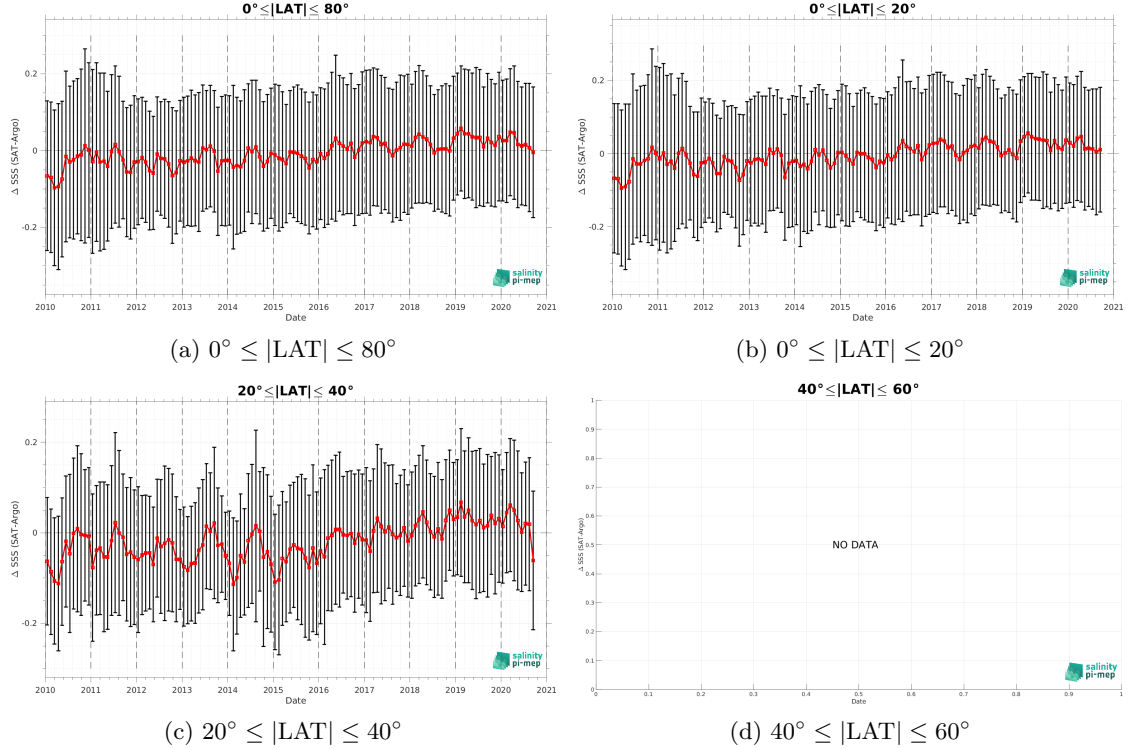 0°≤|LAT|≤ 80°
Δ SSS (SAT-Argo)
0.2
0
-0.2
2010 2011 2012 2013 2014 2015 2016 2017 2018 2019 2020 2021
Date
salinity
pi-mep
(a) 0° ≤ |LAT| ≤ 80°
0°≤|LAT|≤ 20°
Δ SSS (SAT-Argo)
0.2
0
-0.2
2010 2011 2012 2013 2014 2015 2016 2017 2018 2019 2020 2021
Date
salinity
pi-mep
(b) 0° ≤ |LAT| ≤ 20°
20°≤|LAT|≤ 40°
Δ SSS (SAT-Argo)
0.2
0
-0.2
2010 2011 2012 2013 2014 2015 2016 2017 2018 2019 2020 2021
Date
salinity
pi-mep
(c) 20° ≤ |LAT| ≤ 40°
40°≤|LAT|≤ 60°
Δ SSS (SAT-Argo)
1
0.9
0.8
0.7
0.6
0.5
0.4
0.3
0.2
0.1
0
NO DATA
0 0.1 0.2 0.3 0.4 0.5 0.6 0.7 0.8 0.9 1
Date
salinity
pi-mep
(d) 40° ≤ |LAT| ≤ 60°